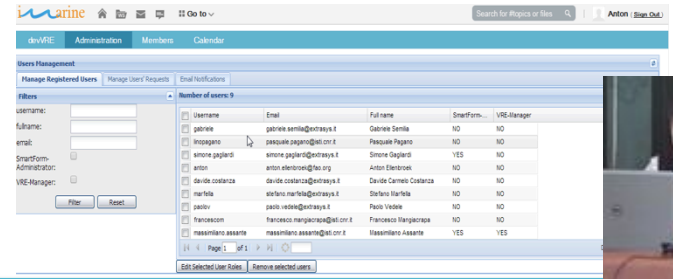 imarine Go to Search for #topics or files Anton (Sign Out)
devVRE Administration Members Calendar
Users Management
Manage Registered Users Manage Users' Requests Email Notifications
Filters
username:
fullname:
email:
SmartForm-Administrator:
VRE-Manager:
Filter Reset
Number of users: 9
Username Email Full name SmartForm-... VRE-Manager
gabriele gabriele.semilia@extrasys.it Gabriele Semilia NO NO
linopagano pasquale.pagano@isti.cnr.it Pasquale Pagano NO NO
simone.gagliardi simone.gagliardi@extrasys.it Simone Gagliardi YES NO
anton anton.ellenbroek@fao.org Anton Ellenbroek NO NO
davide.costanza davide.costanza@extrasys.it Davide Carmelo Costanza NO NO
marfella stefano.marfella@extrasys.it Stefano Marfella NO NO
paolov paolo.vedele@extrasys.it Paolo Vedele NO NO
francescom francesco.mangiacrapa@isti.cnr.it Francesco Mangiacrapa NO NO
massimiliano.assante massimiliano.assante@isti.cnr.it Massimiliano Assante YES YES
Page 1 of 1
Edit Selected User Roles Remove selected users